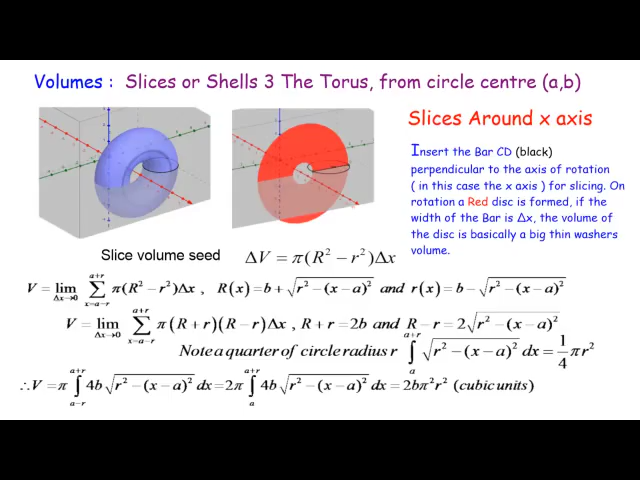 Volumes : Slices or Shells 3 The Torus, from circle centre (a,b)
Slices Around x axis
Insert the Bar CD (black)
perpendicular to the axis of rotation
( in this case the x axis ) for slicing. On
rotation a Red disc is formed, if the
width of the Bar is Δx, the volume of
the disc is basically a big thin washers
volume.
Slice volume seed ΔV = π(R² − r²)Δx
V = lim_{Δx→0} ∑_{x=a−r}^{a+r} π(R² − r²)Δx , R(x) = b + √(r² − (x − a)²) and r(x) = b − √(r² − (x − a)²)
V = lim_{Δx→0} ∑_{x=a−r}^{a+r} π(R + r)(R − r)Δx , R + r = 2b and R − r = 2√(r² − (x − a)²)
Note a quarter of circle radius r ∫_{a}^{a+r} √(r² − (x − a)²) dx = 1/4 πr²
∴V = π ∫_{a−r}^{a+r} 4b√(r² − (x − a)²) dx = 2π ∫_{a}^{a+r} 4b√(r² − (x − a)²) dx = 2bπ²r² (cubic units)